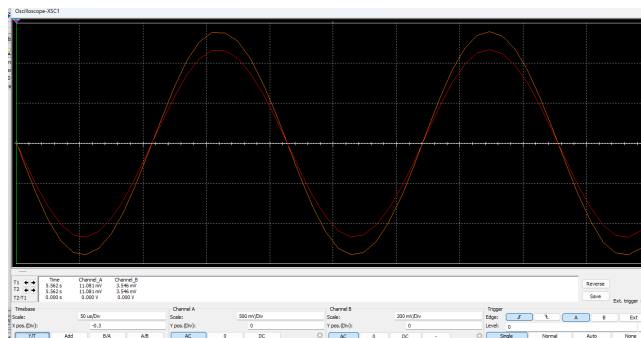 Oscilloscope-XSC1
Time Channel_A Channel_B
T1 5.562 s 11.081 mV 3.546 mV
T2 5.562 s 11.081 mV 3.546 mV
T2-T1 0.000 s 0.000 V 0.000 V
Reverse
Save
Ext. trigger
Timebase Channel A Channel B Trigger
Scale: 50 us/Div Scale: 500 mV/Div Scale: 200 mV/Div Edge: A B Ext
X pos.(Div): -0.3 Y pos.(Div): 0 Y pos.(Div): 0 Level: 0
Y/T Add B/A A/B AC 0 DC AC 0 DC - Single Normal Auto None